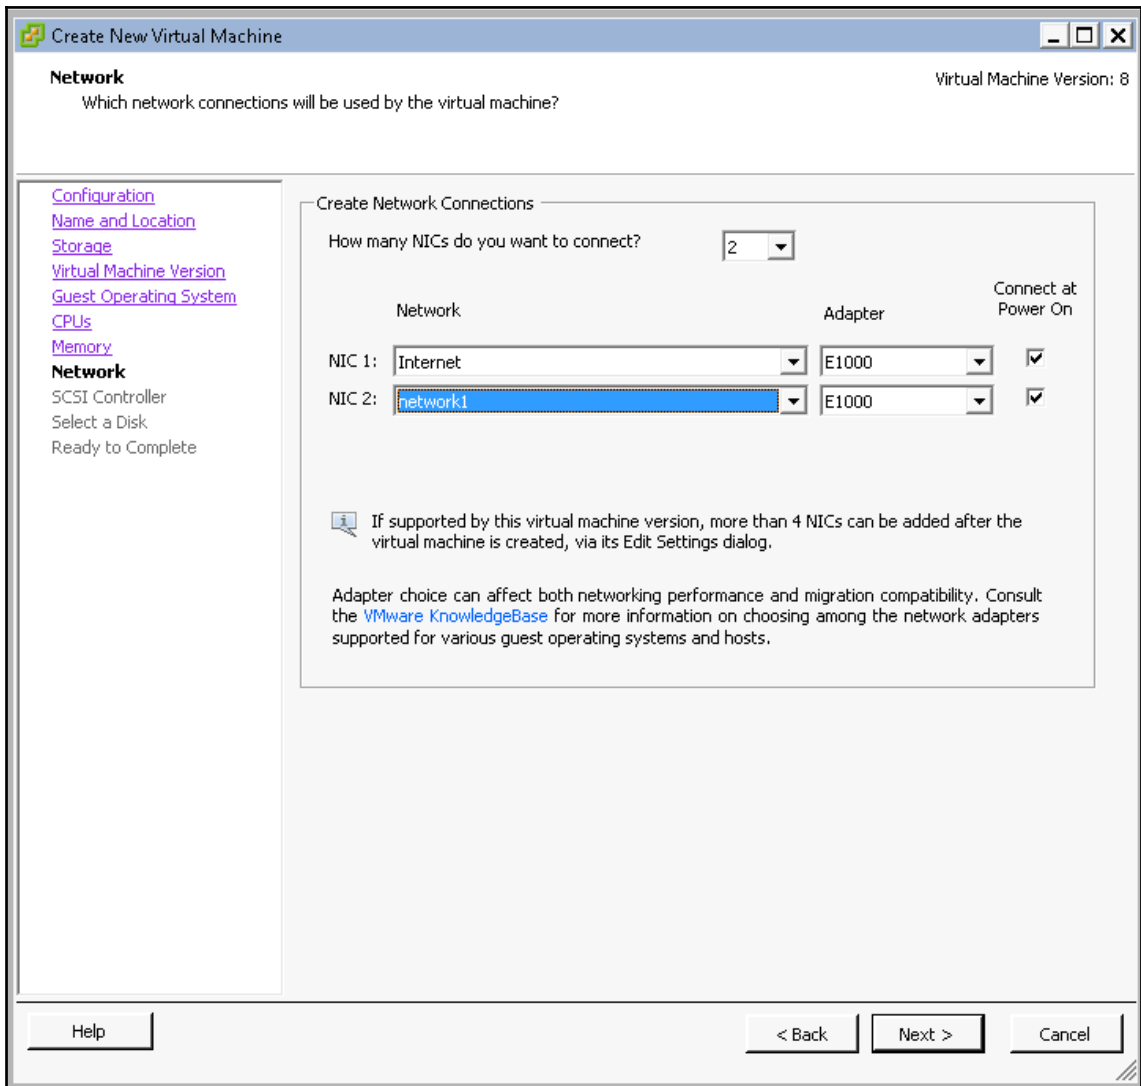 Create New Virtual Machine
Network
Virtual Machine Version: 8
Which network connections will be used by the virtual machine?
Configuration
Name and Location
Storage
Virtual Machine Version
Guest Operating System
CPUs
Memory
Network
SCSI Controller
Select a Disk
Ready to Complete
Create Network Connections
How many NICs do you want to connect?
2
Network
Adapter
Connect at
Power On
NIC 1:
Internet
E1000
NIC 2:
network1
E1000
If supported by this virtual machine version, more than 4 NICs can be added after the
virtual machine is created, via its Edit Settings dialog.
Adapter choice can affect both networking performance and migration compatibility. Consult
the VMware KnowledgeBase for more information on choosing among the network adapters
supported for various guest operating systems and hosts.
Help
< Back
Next >
Cancel